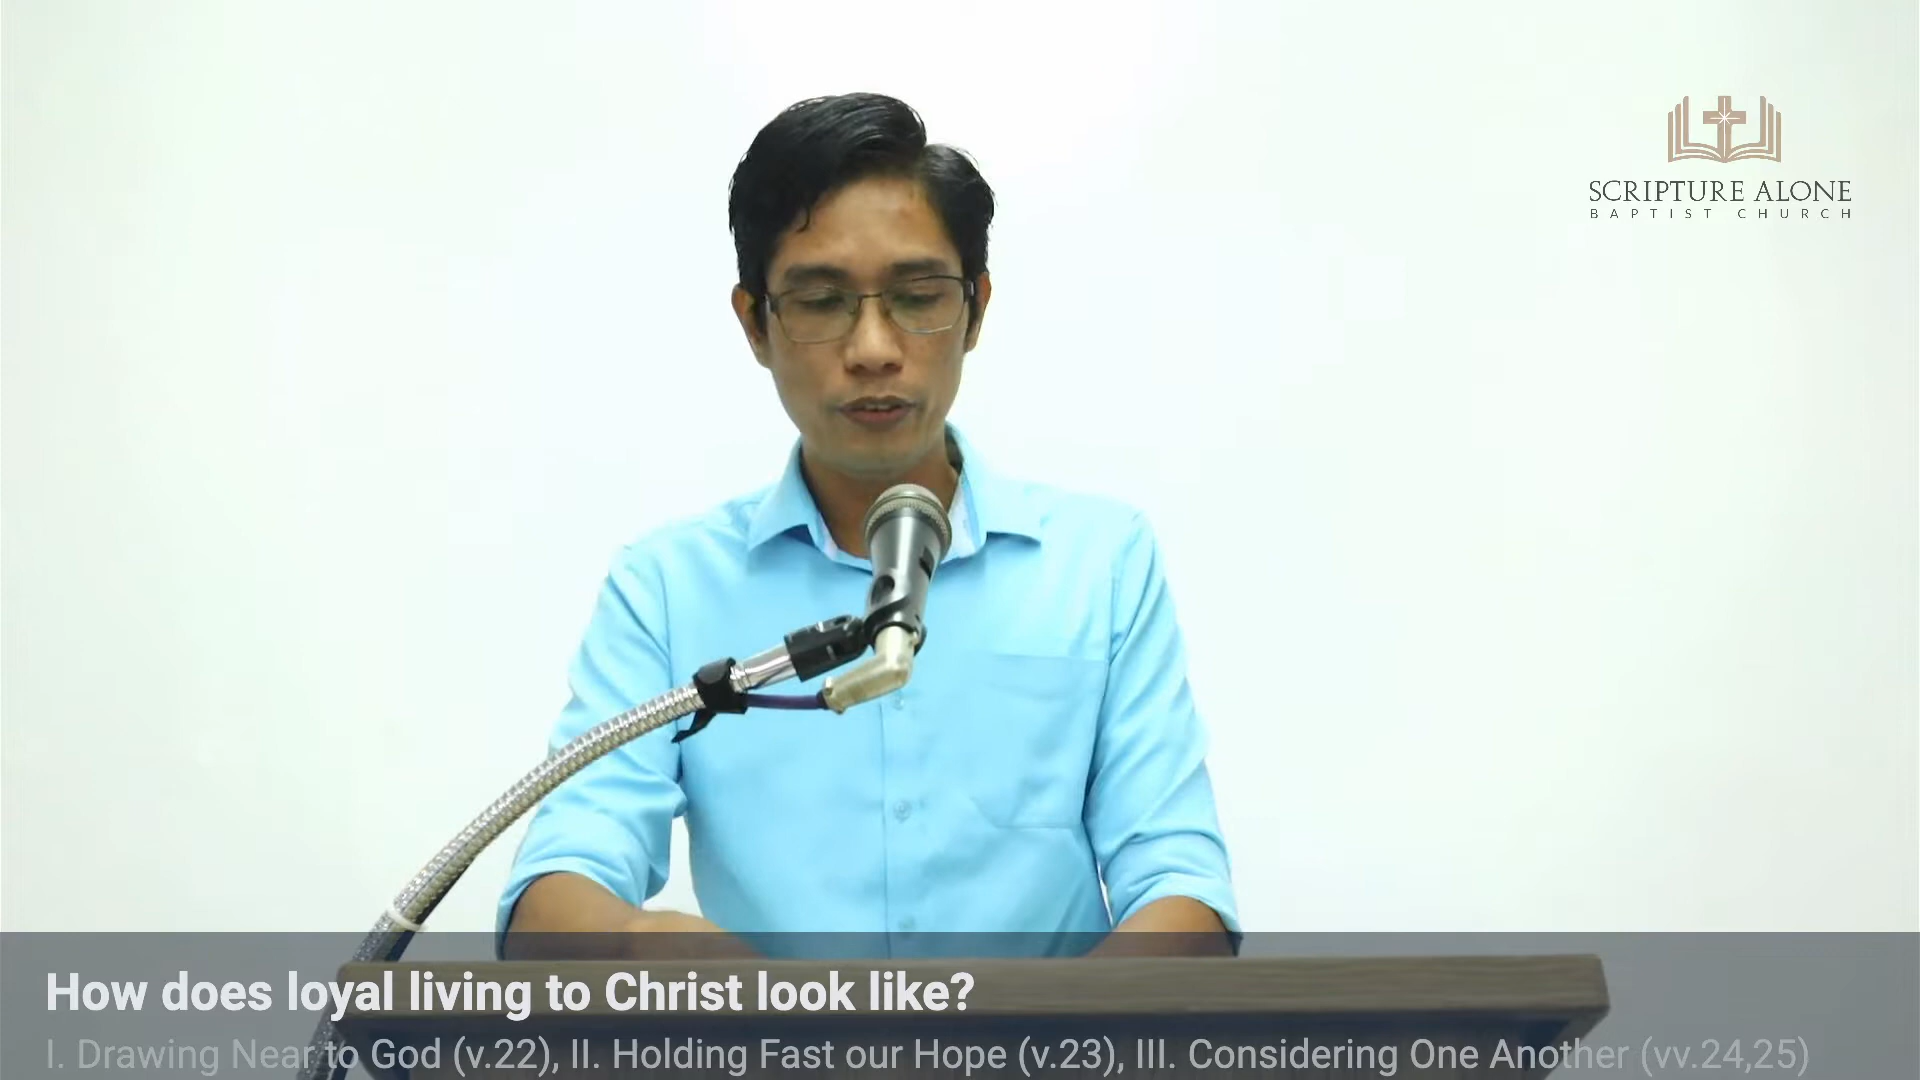 SCRIPTURE ALONE
BAPTIST CHURCH
How does loyal living to Christ look like?
I. Drawing Near to God (v.22), II. Holding Fast our Hope (v.23), III. Considering One Another (vv.24,25)